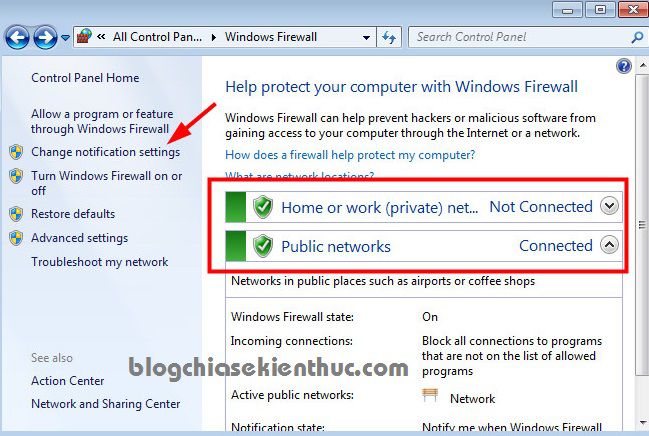 « All Control Pan... Windows Firewall Search Control Panel
Control Panel Home
Allow a program or feature
through Windows Firewall
Change notification settings
Turn Windows Firewall on or
off
Restore defaults
Advanced settings
Troubleshoot my network
See also
Action Center
Network and Sharing Center
Help protect your computer with Windows Firewall
Windows Firewall can help prevent hackers or malicious software from
gaining access to your computer through the Internet or a network.
How does a firewall help protect my computer?
What are network locations?
Home or work (private) net... Not Connected
Public networks Connected
Networks in public places such as airports or coffee shops
Windows Firewall state: On
Incoming connections: Block all connections to programs
that are not on the list of allowed
programs
Active public networks: Network
Notification state: Notify me when Windows Firewall
blogchiasekienthuc.com